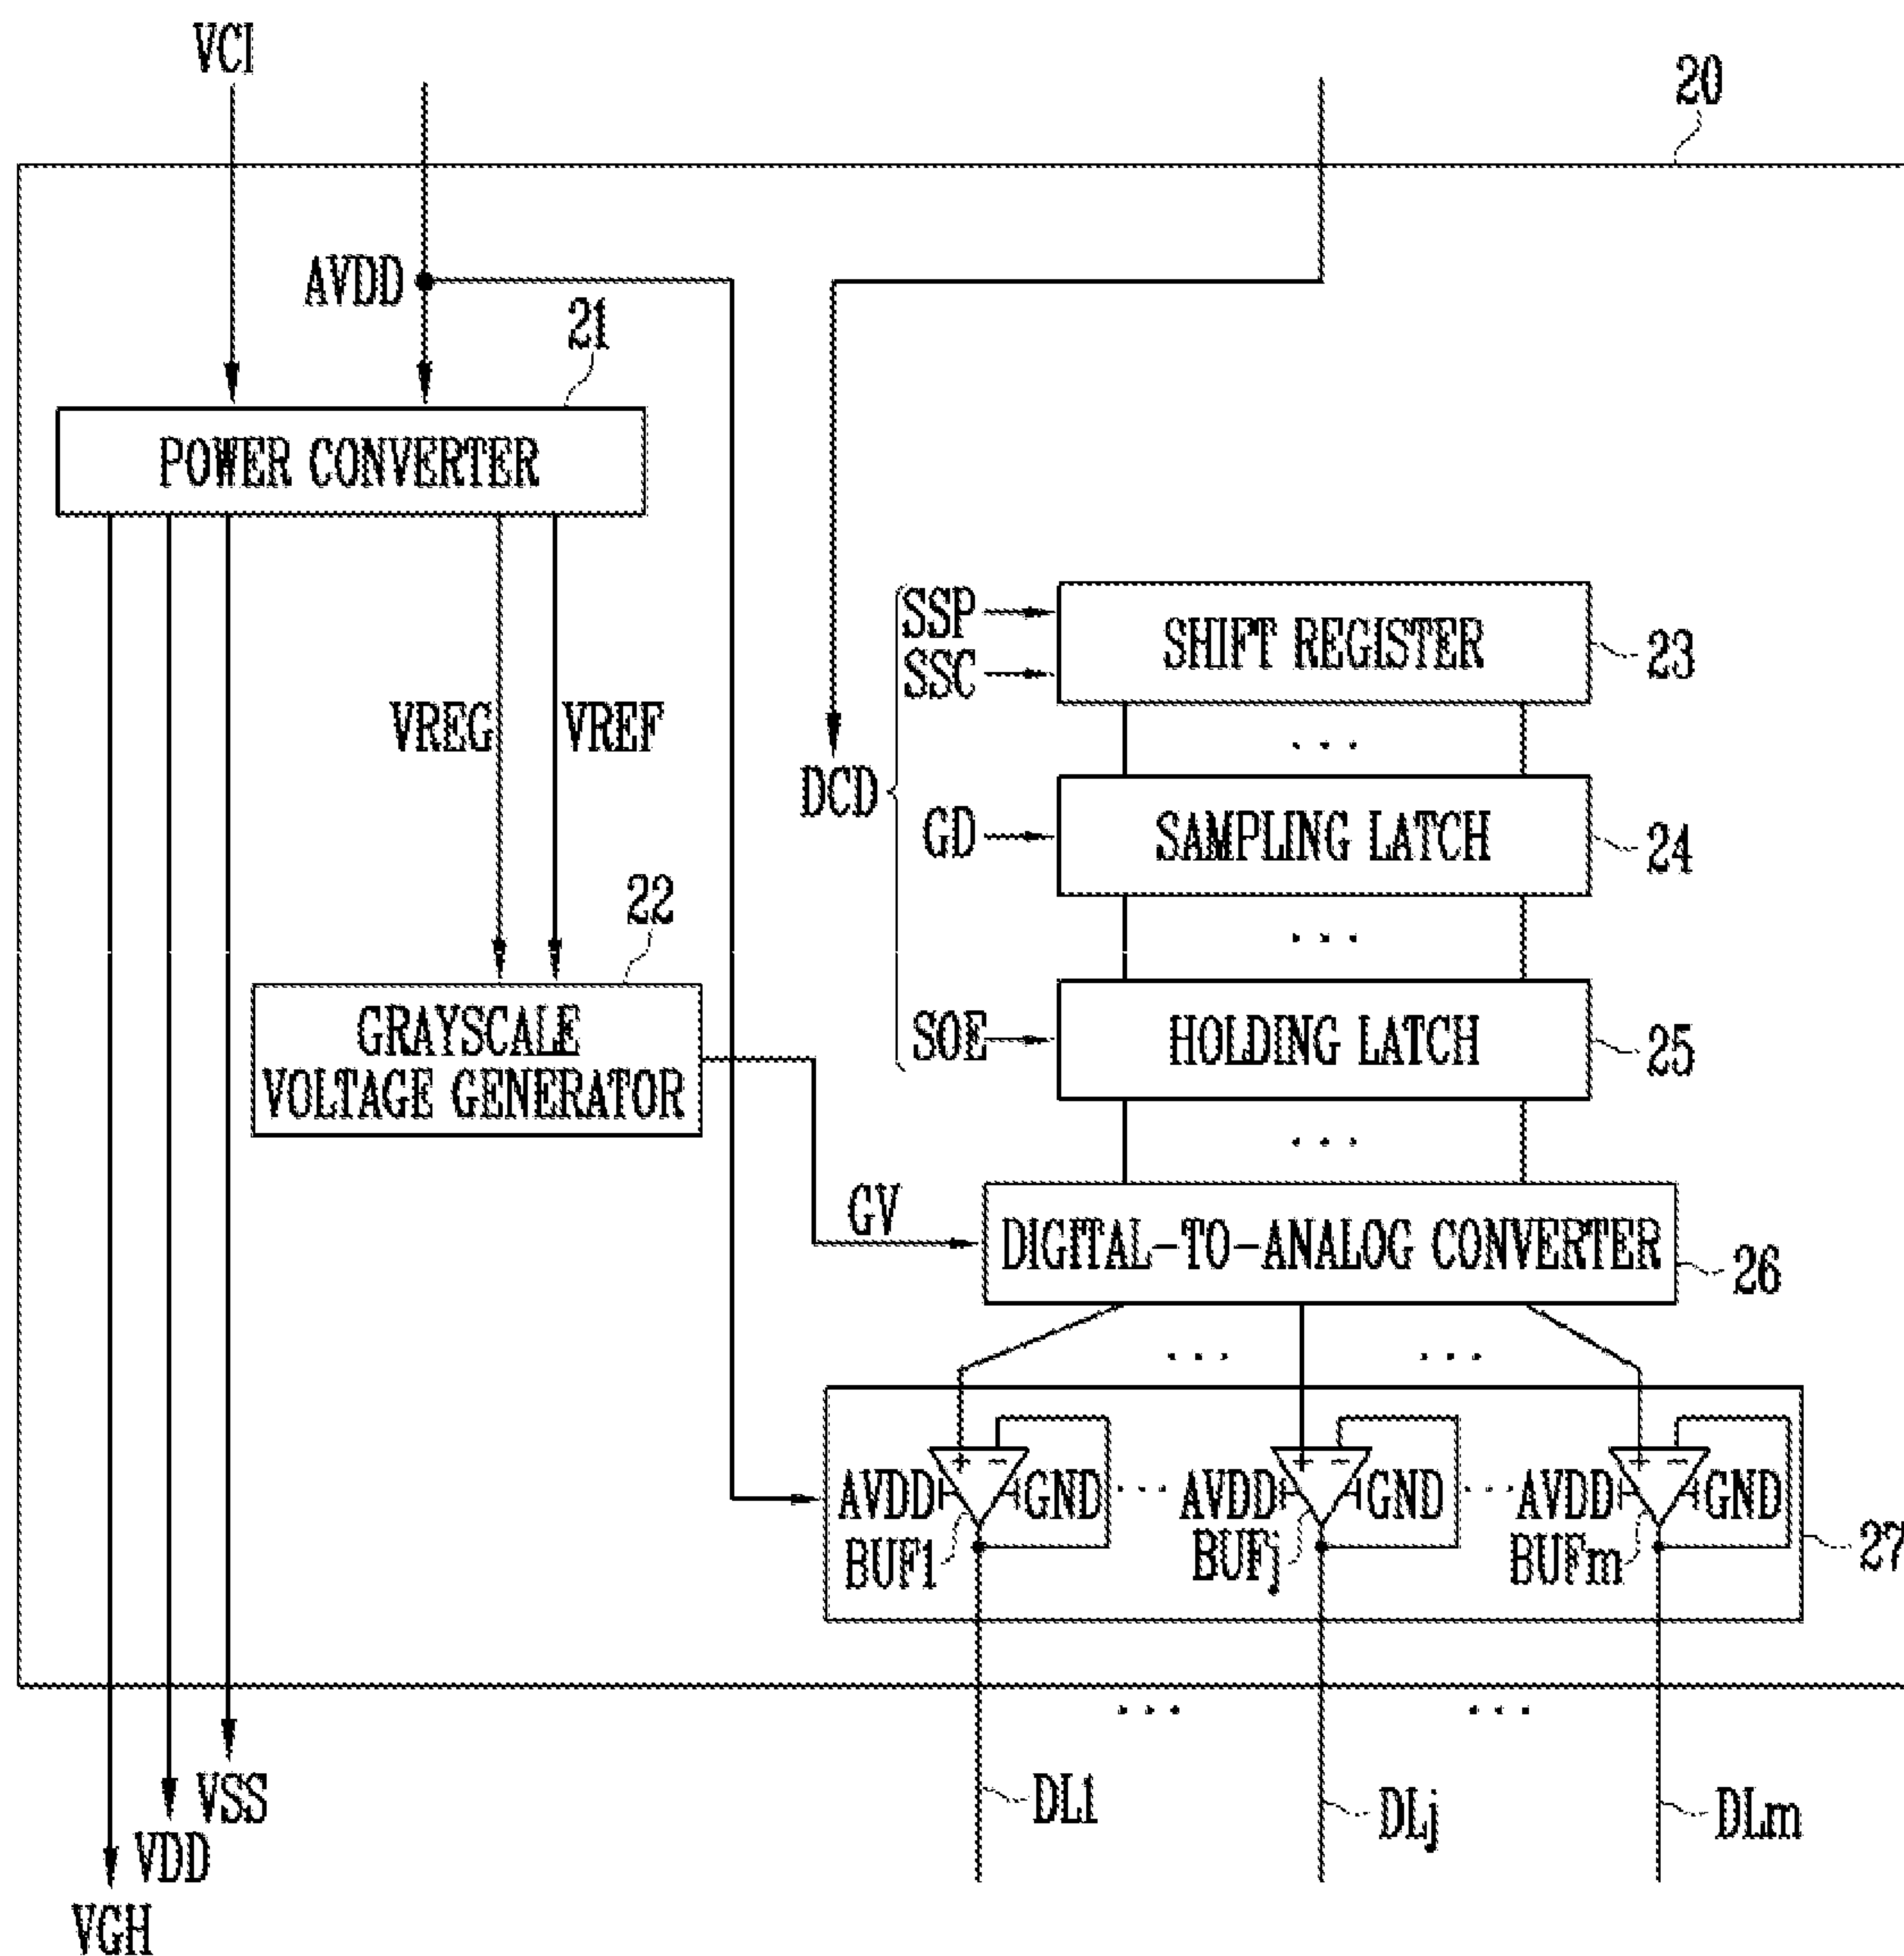 VCI
20
AVDD
21
POWER CONVERTER
SSP
SHIFT REGISTER
23
SSC
VREG
VREF
DCD
GD
SAMPLING LATCH
24
22
GRAYSCALE
VOLTAGE GENERATOR
SOE
HOLDING LATCH
25
GV
DIGITAL-TO-ANALOG CONVERTER
26
+ − + − + −
AVDD GND AVDD GND AVDD GND
BUF1 BUFj BUFm
27
VSS
VDD
VGH
DL1 DLj DLm